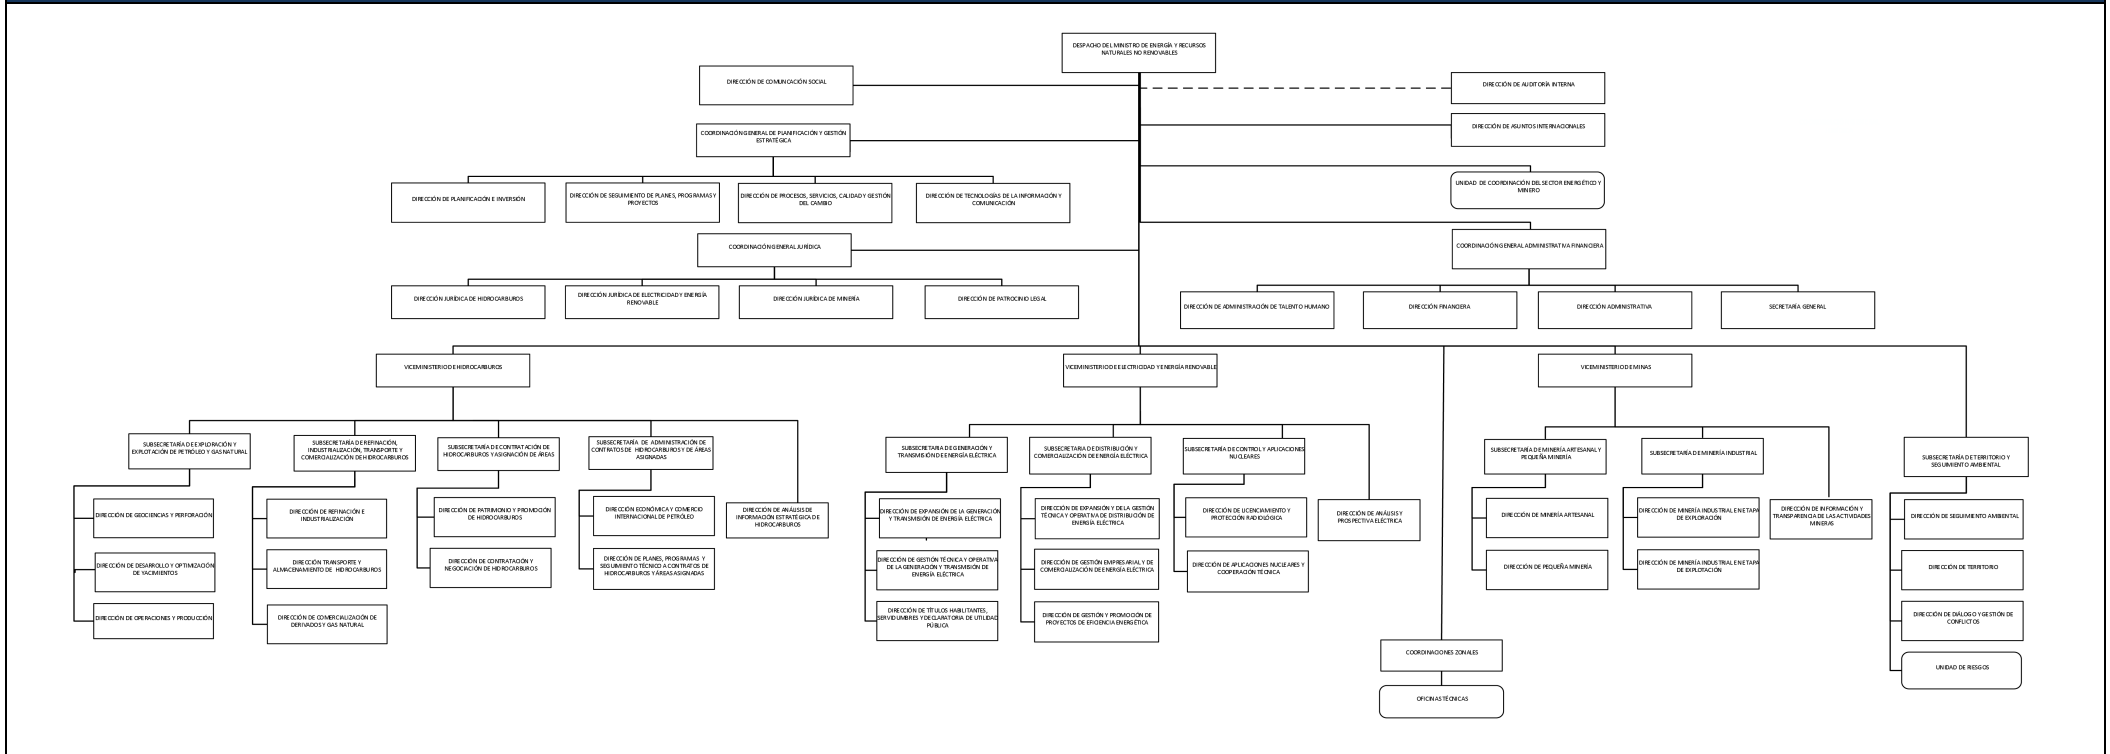 DESPACHO DEL MINISTRO DE ENERGÍA Y RECURSOS
NATURALES NO RENOVABLES
DIRECCIÓN DE COMUNCACIÓN SOCIAL
DIRECCIÓN DE AUDITORÍA INTERNA
DIRECCIÓN DE ASUNTOS INTERNACIONALES
COORDINACIÓN GENERAL DE PLANIFICACIÓN Y GESTIÓN
ESTRATÉGICA
UNIDAD DE COORDINACIÓN DEL SECTOR ENERGÉTICO Y
MINERO
DIRECCIÓN DE PLANIFICACIÓN E INVERSIÓN
DIRECCIÓN DE SEGUIMIENTO DE PLANES, PROGRAMAS Y
PROYECTOS
DIRECCIÓN DE PROCESOS, SERVICIOS, CALIDAD Y GESTIÓN
DEL CAMBIO
DIRECCIÓN DE TECNOLOGÍAS DE LA INFORMACIÓN Y
COMUNICACIÓN
COORDINACIÓN GENERAL JURÍDICA
COORDINACIÓN GENERAL ADMINISTRATIVA FINANCIERA
DIRECCIÓN JURÍDICA DE HIDROCARBUROS
DIRECCIÓN JURÍDICA DE ELECTRICIDAD Y ENERGÍA
RENOVABLE
DIRECCIÓN JURÍDICA DE MINERÍA
DIRECCIÓN DE PATROCINIO LEGAL
DIRECCIÓN DE ADMINISTRACIÓN DE TALENTO HUMANO
DIRECCIÓN FINANCIERA
DIRECCIÓN ADMINISTRATIVA
SECRETARÍA GENERAL
VICEMINISTERIO DE HIDROCARBUROS
VICEMINISTERIO DE ELECTRICIDAD Y ENERGÍA RENOVABLE
VICEMINISTERIO DE MINAS
SUBSECRETARÍA DE EXPLORACIÓN Y
EXPLOTACIÓN DE PETRÓLEO Y GAS NATURAL
SUBSECRETARÍA DE REFINACIÓN,
INDUSTRIALIZACIÓN, TRANSPORTE Y
COMERCIALIZACIÓN DE HIDROCARBUROS
SUBSECRETARÍA DE CONTRATACIÓN DE
HIDROCARBUROS Y ASIGNACIÓN DE ÁREAS
SUBSECRETARÍA DE ADMINISTRACIÓN DE
CONTRATOS DE HIDROCARBUROS Y DE ÁREAS
ASIGNADAS
SUBSECRETARIA DE GENERACIÓN Y
TRANSMISIÓN DE ENERGÍA ELÉCTRICA
SUBSECRETARIA DE DISTRIBUCIÓN Y
COMERCIALIZACIÓN DE ENERGÍA ELÉCTRICA
SUBSECRETARÍA DE CONTROL Y APLICACIONES
NUCLEARES
SUBSECRETARÍA DE MINERÍA ARTESANAL Y
PEQUEÑA MINERÍA
SUBSECRETARÍA DE MINERÍA INDUSTRIAL
SUBSECRETARÍA DE TERRITORIO Y
SEGUIMIENTO AMBIENTAL
DIRECCIÓN DE GEOCIENCIAS Y PERFORACIÓN
DIRECCIÓN DE DESARROLLO Y OPTIMIZACIÓN
DE YACIMIENTOS
DIRECCIÓN DE OPERACIONES Y PRODUCCIÓN
DIRECCIÓN DE REFINACIÓN E
INDUSTRIALIZACIÓN
DIRECCIÓN TRANSPORTE Y
ALMACENAMIENTO DE HIDROCARBUROS
DIRECCIÓN DE COMERCIALIZACIÓN DE
DERIVADOS Y GAS NATURAL
DIRECCIÓN DE PATRIMONIO Y PROMOCIÓN
DE HIDROCARBUROS
DIRECCIÓN DE CONTRATACIÓN Y
NEGOCIACIÓN DE HIDROCARBUROS
DIRECCIÓN ECONÓMICA Y COMERCIO
INTERNACIONAL DE PETRÓLEO
DIRECCIÓN DE PLANES, PROGRAMAS Y
SEGUIMIENTO TÉCNICO A CONTRATOS DE
HIDROCARBUROS Y ÁREAS ASIGNADAS
DIRECCIÓN DE ANÁLISIS DE
INFORMACIÓN ESTRATÉGICA DE
HIDROCARBUROS
DIRECCIÓN DE EXPANSIÓN DE LA GENERACIÓN
Y TRANSMISIÓN DE ENERGÍA ELÉCTRICA
DIRECCIÓN DE GESTIÓN TÉCNICA Y OPERATIVA
DE LA GENERACIÓN Y TRANSMISIÓN DE
ENERGÍA ELÉCTRICA
DIRECCIÓN DE TÍTULOS HABILITANTES,
SERVIDUMBRES Y DECLARATORIA DE UTILIDAD
PÚBLICA
DIRECCIÓN DE EXPANSIÓN Y DE LA GESTIÓN
TÉCNICA Y OPERATIVA DE DISTRIBUCIÓN DE
ENERGÍA ELÉCTRICA
DIRECCIÓN DE GESTIÓN EMPRESARIAL Y DE
COMERCIALIZACIÓN DE ENERGÍA ELÉCTRICA
DIRECCIÓN DE GESTIÓN Y PROMOCIÓN DE
PROYECTOS DE EFICIENCIA ENERGÉTICA
DIRECCIÓN DE LICENCIAMIENTO Y
PROTECIÓN RADIOLÓGICA
DIRECCIÓN DE APLICACIONES NUCLEARES Y
COOPERACIÓN TÉCNICA
DIRECCIÓN DE ANÁLISIS Y
PROSPECTIVA ELÉCTRICA
DIRECCIÓN DE MINERÍA ARTESANAL
DIRECCIÓN DE PEQUEÑA MINERÍA
DIRECCIÓN DE MINERÍA INDUSTRIAL EN ETAPA
DE EXPLORACIÓN
DIRECCIÓN DE MINERÍA INDUSTRIAL EN ETAPA
DE EXPLOTACIÓN
DIRECCIÓN DE INFORMACIÓN Y
TRANSPARENCIA DE LAS ACTIVIDADES
MINERAS
DIRECCIÓN DE SEGUIMIENTO AMBIENTAL
DIRECCIÓN DE TERRITORIO
DIRECCIÓN DE DIÁLOGO Y GESTIÓN DE
CONFLICTOS
UNIDAD DE RIESGOS
COORDINACIONES ZONALES
OFICINAS TÉCNICAS